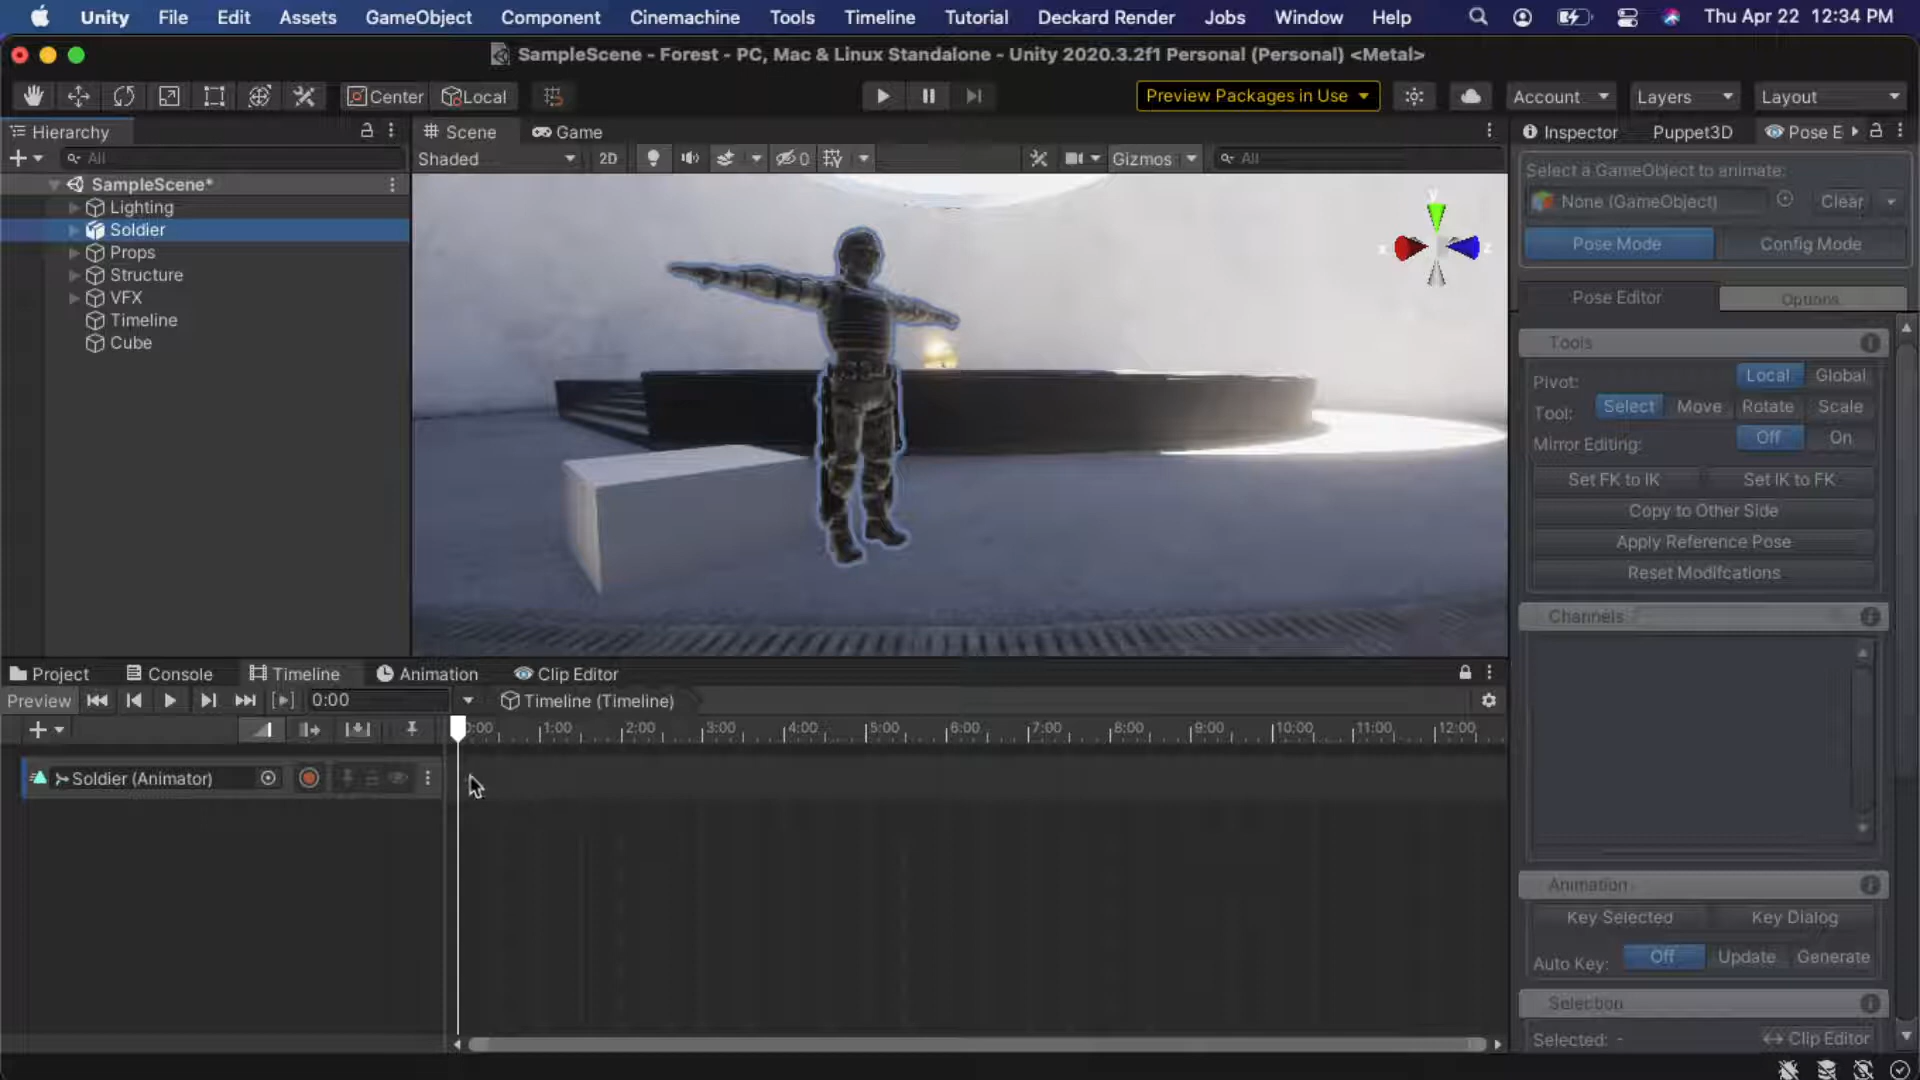 Unity File Edit Assets GameObject Component Cinemachine Tools Timeline Tutorial Deckard Render Jobs Window Help Thu Apr 22 12:34 PM
SampleScene - Forest - PC, Mac & Linux Standalone - Unity 2020.3.2f1 Personal (Personal) <Metal>
Center Local Preview Packages in Use Account Layers Layout
Hierarchy
All
SampleScene*
Lighting
Soldier
Props
Structure
VFX
Timeline
Cube
Scene Game
Shaded 2D 0 Gizmos All
y
x z
Inspector Puppet3D Pose E
Select a GameObject to animate:
None (GameObject) Clear
Pose Mode Config Mode
Pose Editor Options
Tools
Pivot: Local Global
Tool: Select Move Rotate Scale
Mirror Editing: Off On
Set FK to IK Set IK to FK
Copy to Other Side
Apply Reference Pose
Reset Modifcations
Channels
Animation
Key Selected Key Dialog
Auto Key: Off Update Generate
Selection
Selected: - Clip Editor
Project Console Timeline Animation Clip Editor
Preview 0:00 Timeline (Timeline)
0:00 1:00 2:00 3:00 4:00 5:00 6:00 7:00 8:00 9:00 10:00 11:00 12:00
Soldier (Animator)